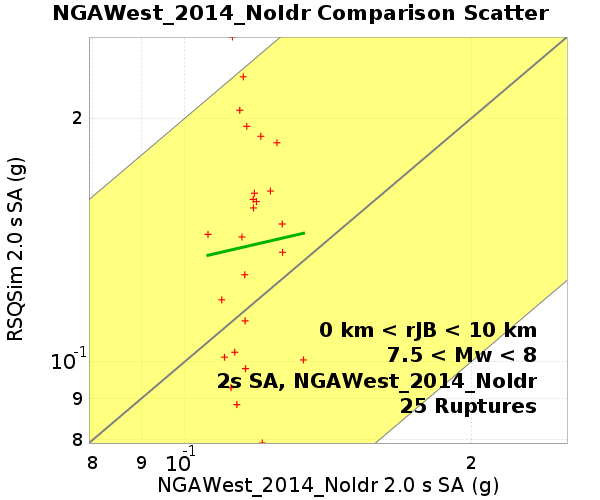 NGAWest_2014_NoIdr Comparison Scatter
RSQSim 2.0 s SA (g)
2
10-1
9
8
0 km < rJB < 10 km
7.5 < Mw < 8
2s SA, NGAWest_2014_NoIdr
25 Ruptures
8 9 10-1 2
NGAWest_2014_NoIdr 2.0 s SA (g)